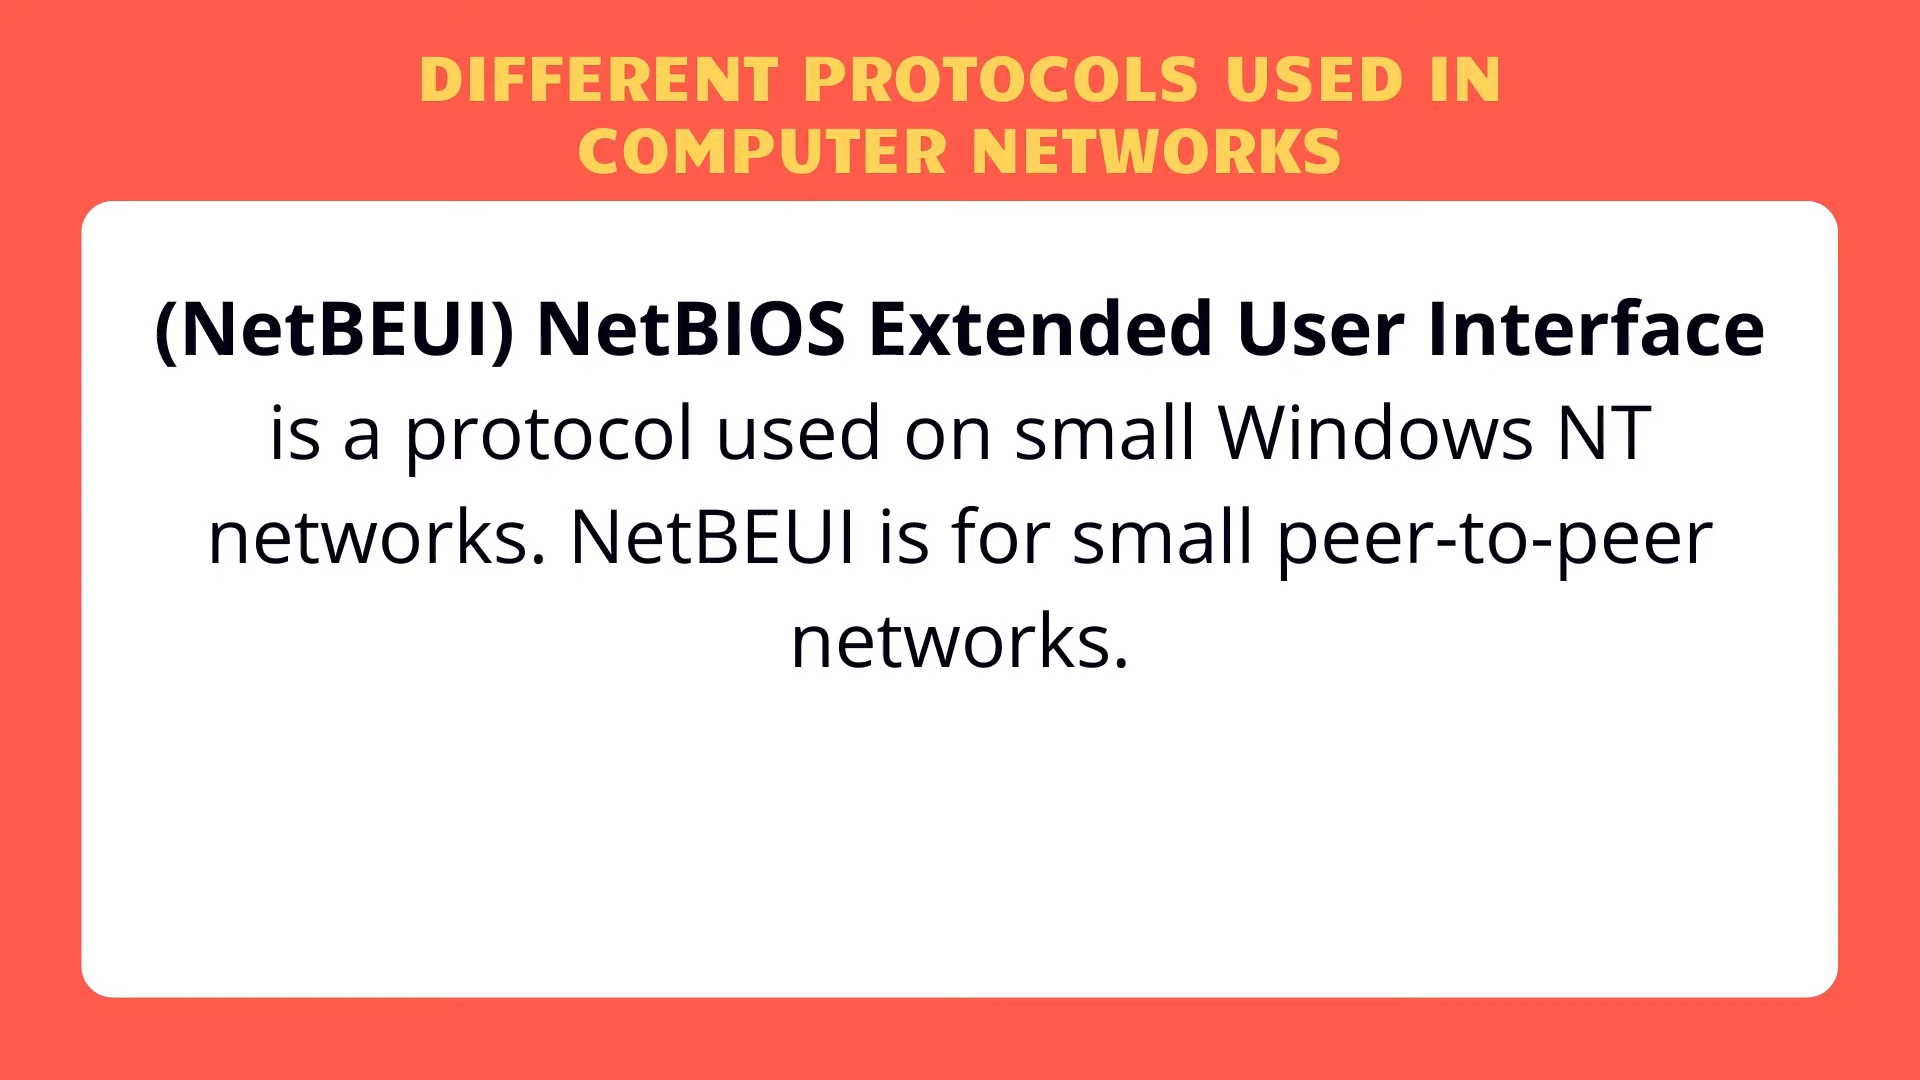 DIFFERENT PROTOCOLS USED IN
COMPUTER NETWORKS
(NetBEUI) NetBIOS Extended User Interface
is a protocol used on small Windows NT
networks. NetBEUI is for small peer-to-peer
networks.